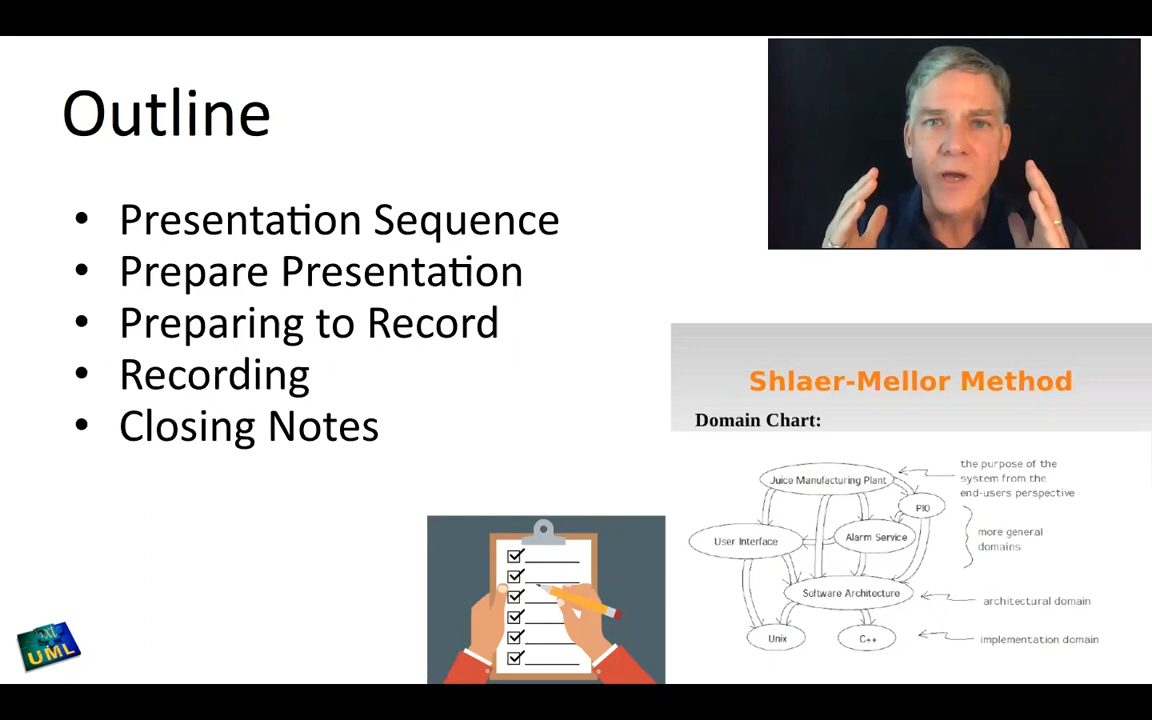 Outline
• Presentation Sequence
• Prepare Presentation
• Preparing to Record
• Recording
• Closing Notes
Shlaer-Mellor Method
Domain Chart:
Juice Manufacturing Plant
the purpose of the
system from the
end-users perspective
PIO
User Interface
Alarm Service
more general
domains
Software Architecture
architectural domain
Unix
C++
implementation domain
xt
UML